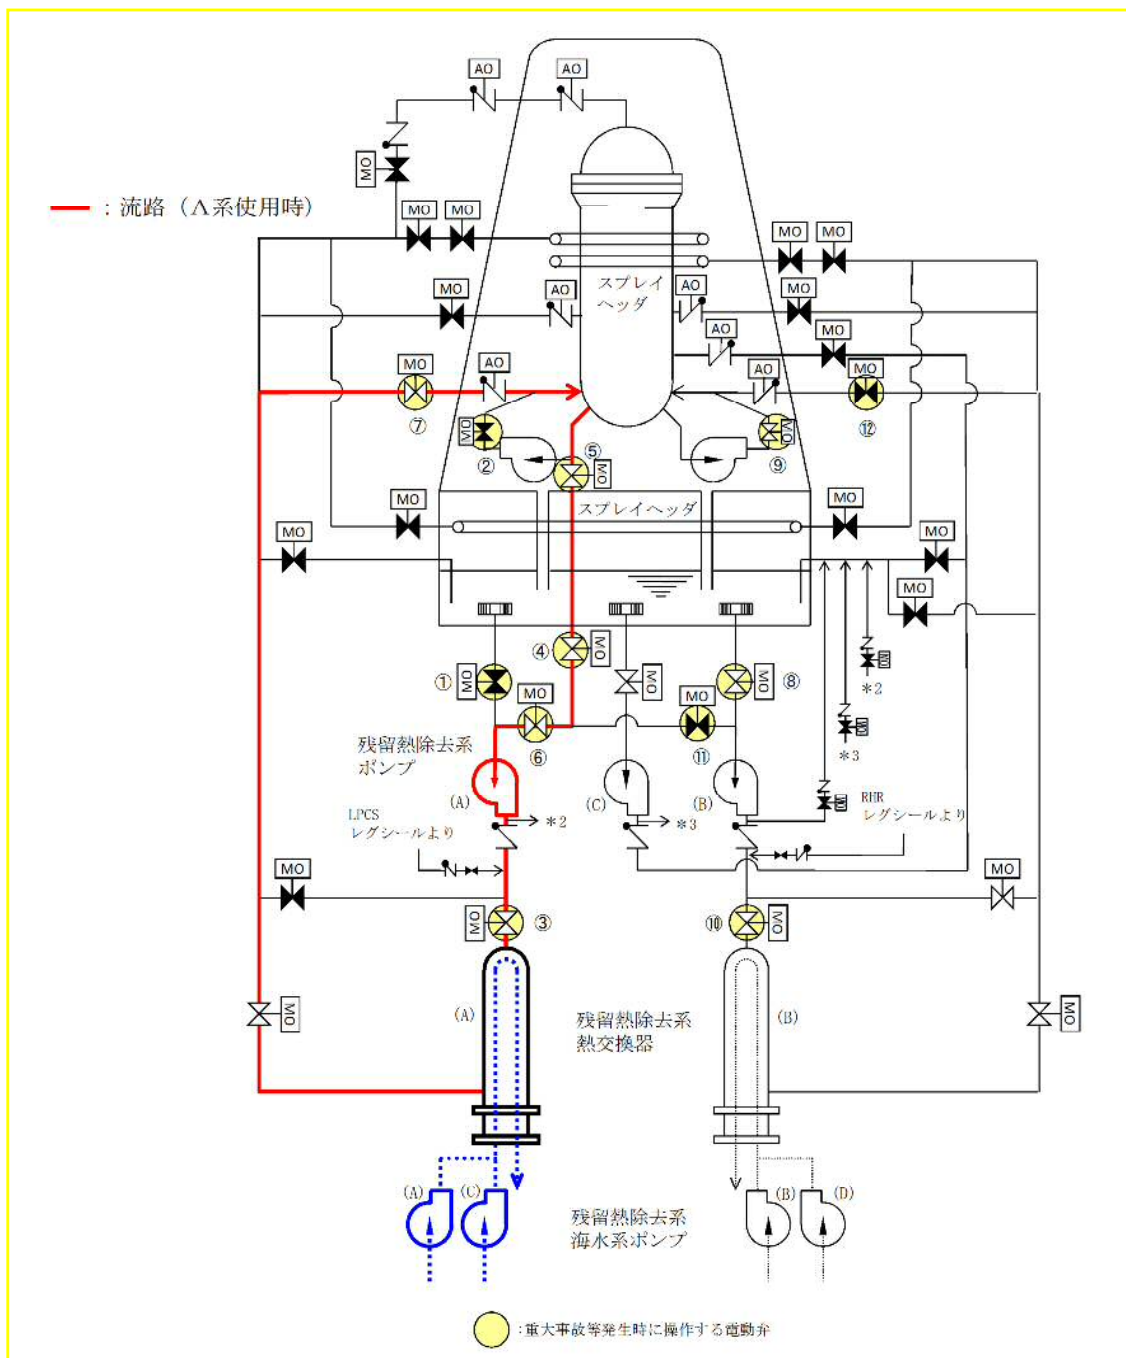 AO AO
MO
━ : 流路（A系使用時）
MO MO
MO MO
スプレイ
ヘッダ
MO AO AO MO
AO MO
MO AO AO MO
⑦ ⑫
MO MO
② ⑤ ⑨
MO
MO スプレイヘッダ MO
MO MO
MO
④ MO
① MO MO MO ⑧ MO
*2
MO MO MO
⑥ ⑪ *3
残留熱除去系
ポンプ
(A) (C) (B) MO
LPCS
レグシールより
*2 *3
RHR
レグシールより
MO MO
MO ③ ⑩ MO
MO (A) (B) MO
残留熱除去系
熱交換器
(A) (C) (B) (D)
残留熱除去系
海水系ポンプ
:重大事故等発生時に操作する電動弁